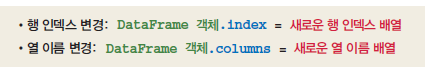 • 행 인덱스 변경: DataFrame 객체.index = 새로운 행 인덱스 배열
• 열 이름 변경: DataFrame 객체.columns = 새로운 열 이름 배열